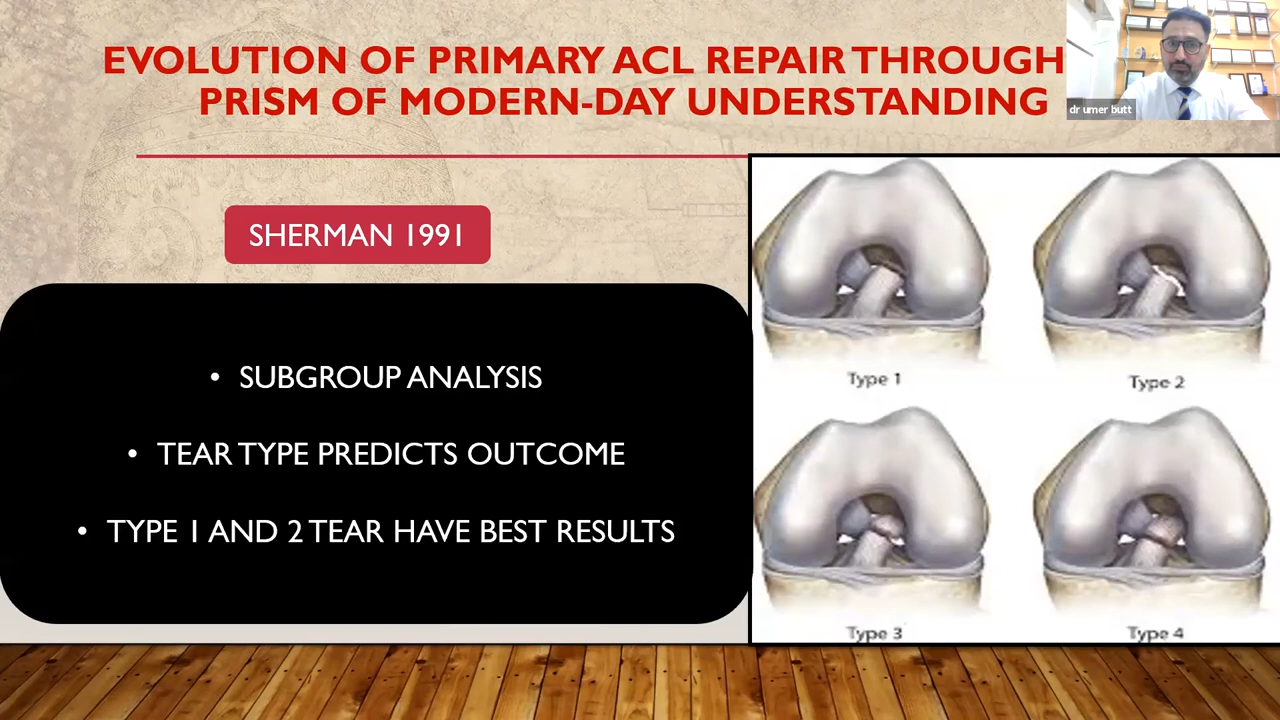 EVOLUTION OF PRIMARY ACL REPAIR THROUGH
PRISM OF MODERN-DAY UNDERSTANDING
dr umer butt
SHERMAN 1991
• SUBGROUP ANALYSIS
• TEAR TYPE PREDICTS OUTCOME
• TYPE 1 AND 2 TEAR HAVE BEST RESULTS
Type 1
Type 2
Type 3
Type 4